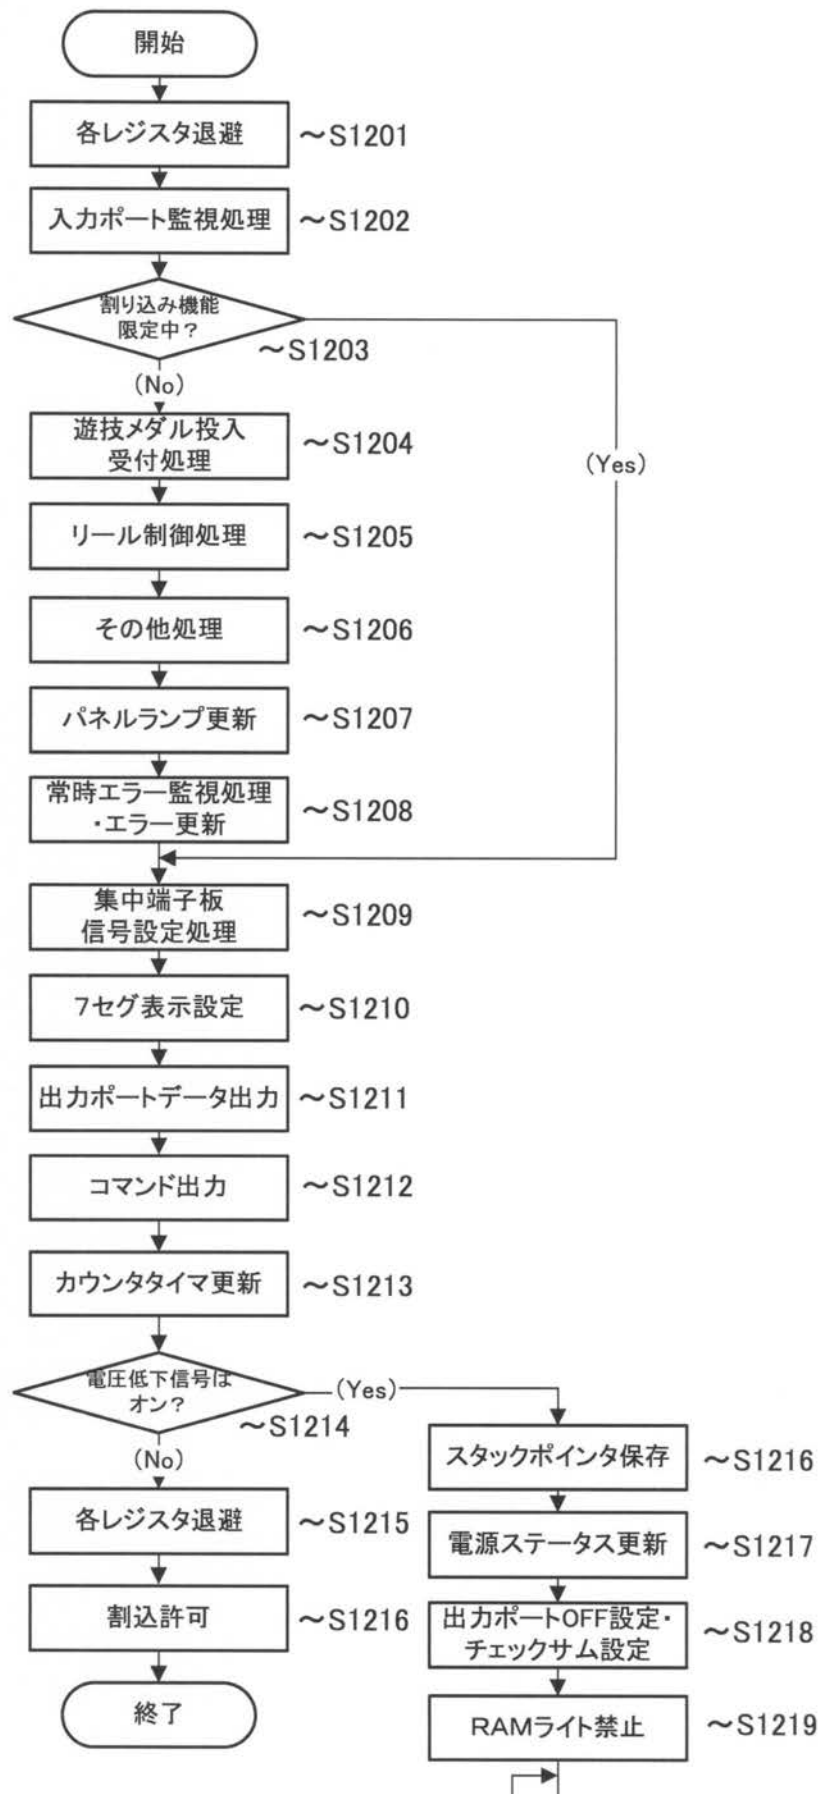 開始
各レジスタ退避
～S1201
入力ポート監視処理
～S1202
割り込み機能
限定中？
～S1203
(No)
(Yes)
遊技メダル投入
受付処理
～S1204
リール制御処理
～S1205
その他処理
～S1206
パネルランプ更新
～S1207
常時エラー監視処理
・エラー更新
～S1208
集中端子板
信号設定処理
～S1209
7セグ表示設定
～S1210
出力ポートデータ出力
～S1211
コマンド出力
～S1212
カウンタタイマ更新
～S1213
電圧低下信号は
オン？
～S1214
(Yes)
(No)
各レジスタ退避
～S1215
割込許可
～S1216
終了
スタックポインタ保存
～S1216
電源ステータス更新
～S1217
出力ポートOFF設定・
チェックサム設定
～S1218
RAMライト禁止
～S1219